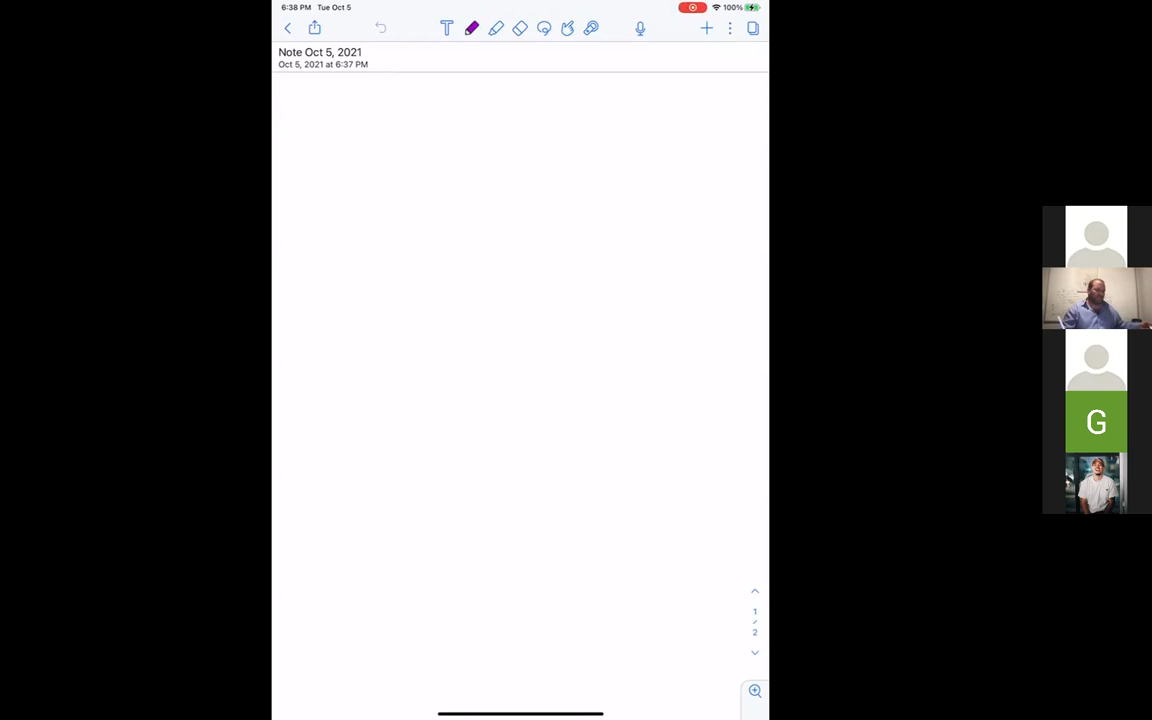 6:38 PM Tue Oct 5
100%
T
Note Oct 5, 2021
Oct 5, 2021 at 6:37 PM
G
1
/
2